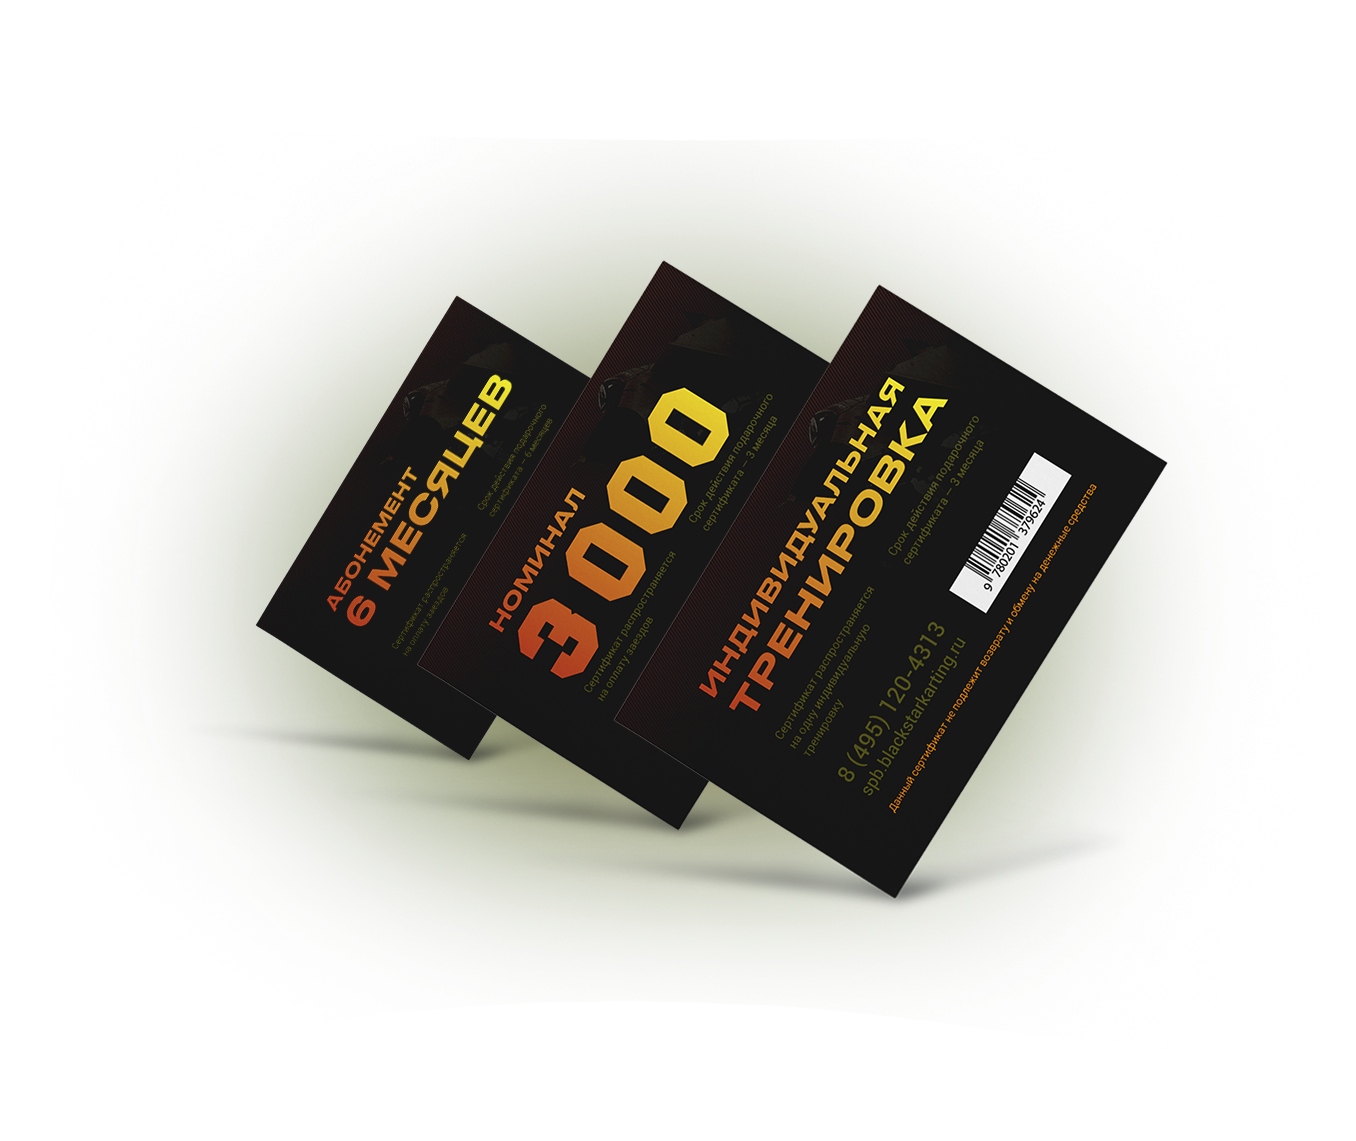 АБОНЕМЕНТ
6 МЕСЯЦЕВ
Сертификат распространяется
на оплату заездов
Срок действия подарочного
сертификата – 6 месяцев
НОМИНАЛ
3000
Сертификат распространяется
на оплату заездов
Срок действия подарочного
сертификата – 3 месяца
ИНДИВИДУАЛЬНАЯ
ТРЕНИРОВКА
Сертификат распространяется
на одну индивидуальную
тренировку
Срок действия подарочного
сертификата – 3 месяца
8 (495) 120-4313
spb.blackstarkarting.ru
9 780201 379624
Данный сертификат не подлежит возврату и обмену на денежные средства